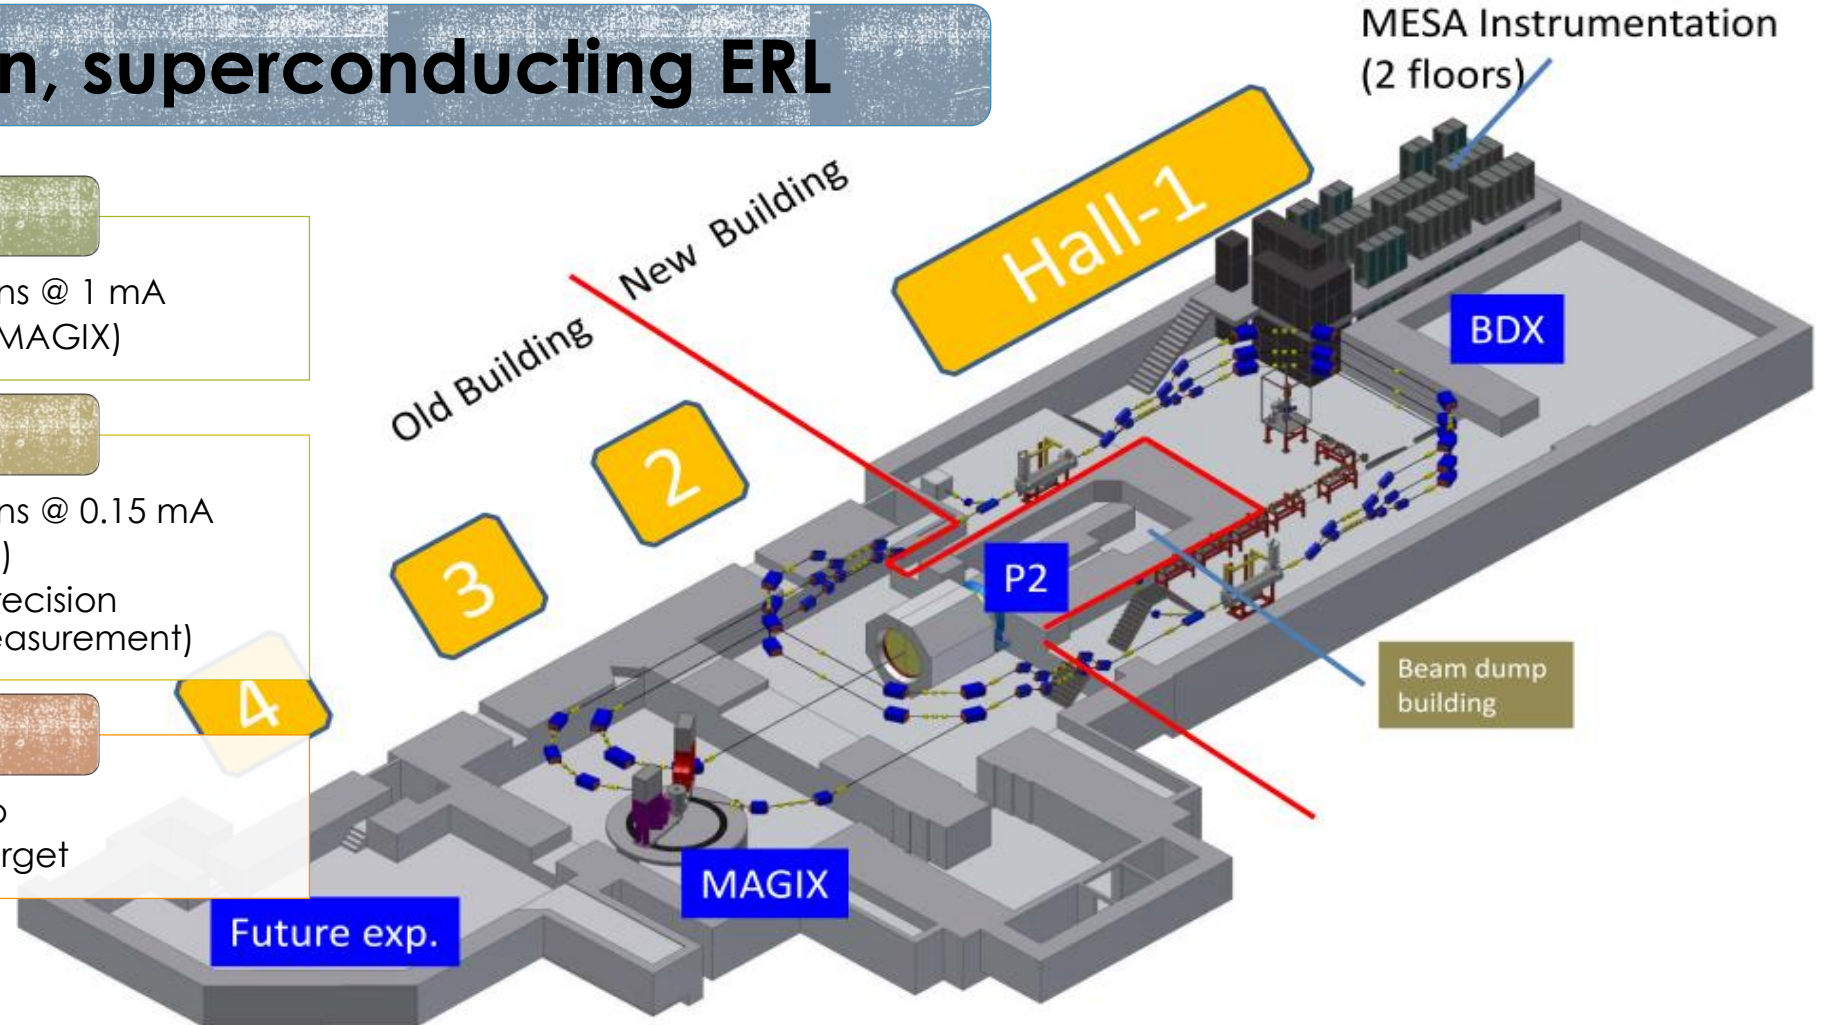 n, superconducting ERL
MESA Instrumentation
(2 floors)
ns @ 1 mA
MAGIX)
ns @ 0.15 mA
)
recision
easurement)
o
rget
Old Building
New Building
Hall-1
2
3
4
BDX
P2
Beam dump
building
MAGIX
Future exp.